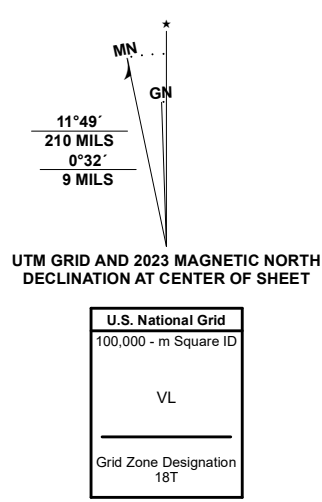 ★
MN
GN
11°49´
210 MILS
0°32´
9 MILS
UTM GRID AND 2023 MAGNETIC NORTH
DECLINATION AT CENTER OF SHEET
U.S. National Grid
100,000 - m Square ID
VL
Grid Zone Designation
18T